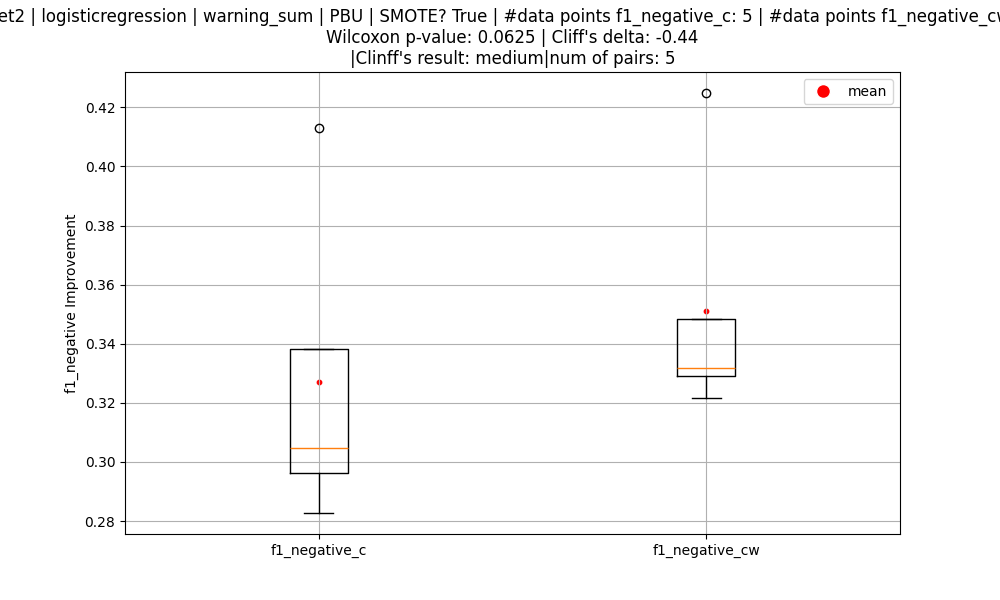 | logisticregression | warning_sum | PBU | SMOTE? True | #data points f1_negative_c: 5 | #data points
Wilcoxon p-value: 0.0625 | Cliff's delta: -0.44
|Clinff's result: medium|num of pairs: 5
mean
0.42
0.40
0.38
0.36
0.34
0.32
0.30
0.28
f1_negative Improvement
f1_negative_c
f1_negative_cw